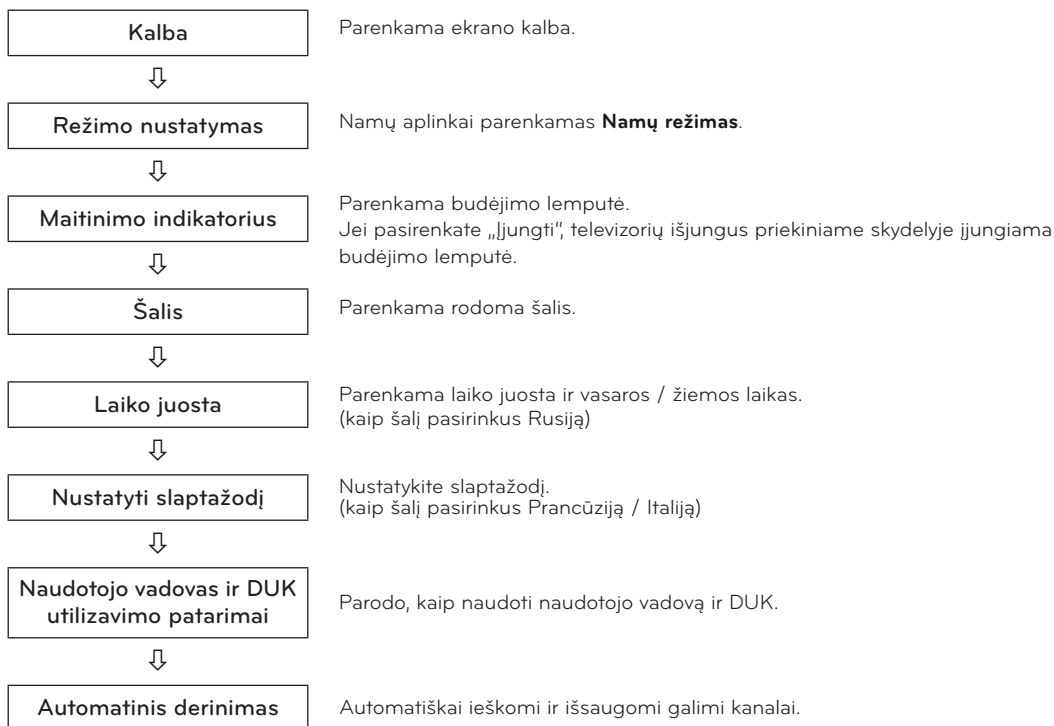 Kalba
Parenkama ekrano kalba.
Režimo nustatymas
Namų aplinkai parenkamas Namų režimas.
Maitinimo indikatorius
Parenkama budėjimo lemputė.
Jei pasirenkate „Įjungti“, televizorių išjungus priekiniame skydelyje įjungiama
budėjimo lemputė.
Šalis
Parenkama rodoma šalis.
Laiko juosta
Parenkama laiko juosta ir vasaros / žiemos laikas.
(kaip šalį pasirinkus Rusiją)
Nustatyti slaptažodį
Nustatykite slaptažodį.
(kaip šalį pasirinkus Prancūziją / Italiją)
Naudotojo vadovas ir DUK
utilizavimo patarimai
Parodo, kaip naudoti naudotojo vadovą ir DUK.
Automatinis derinimas
Automatiškai ieškomi ir išsaugomi galimi kanalai.